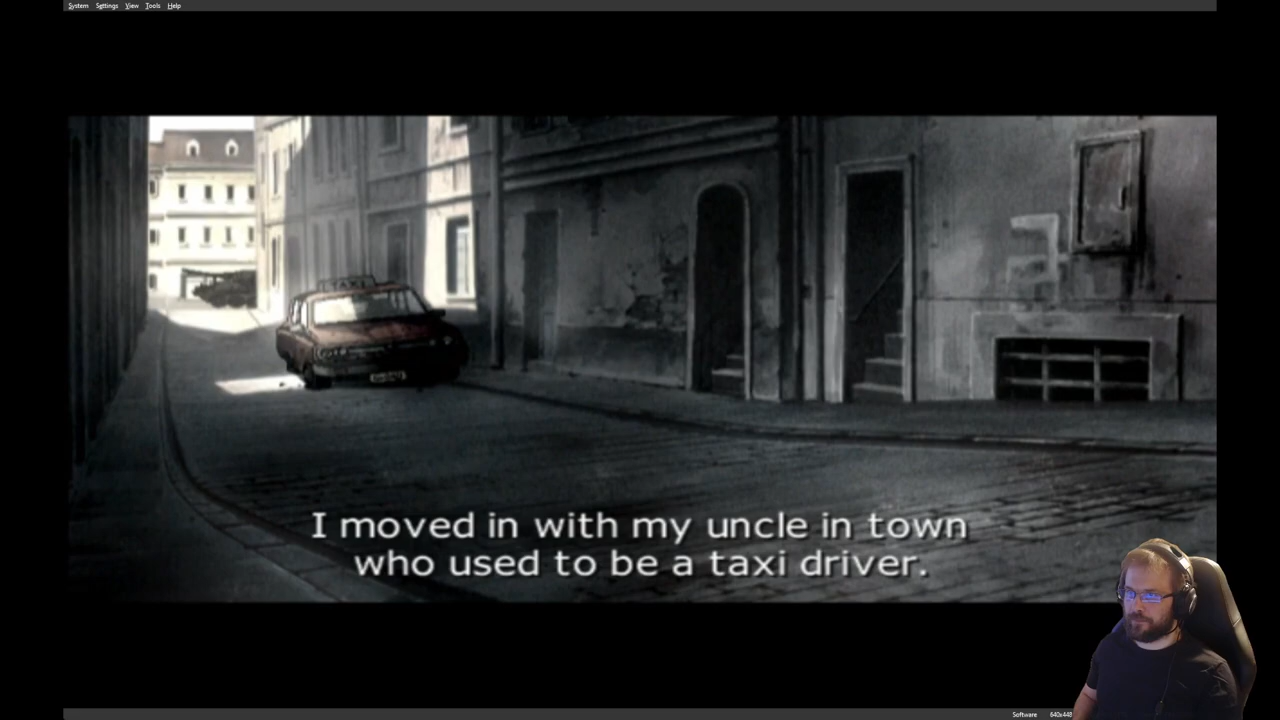 System Settings View Tools Help
TAXI
I moved in with my uncle in town
who used to be a taxi driver.
Software 640x448